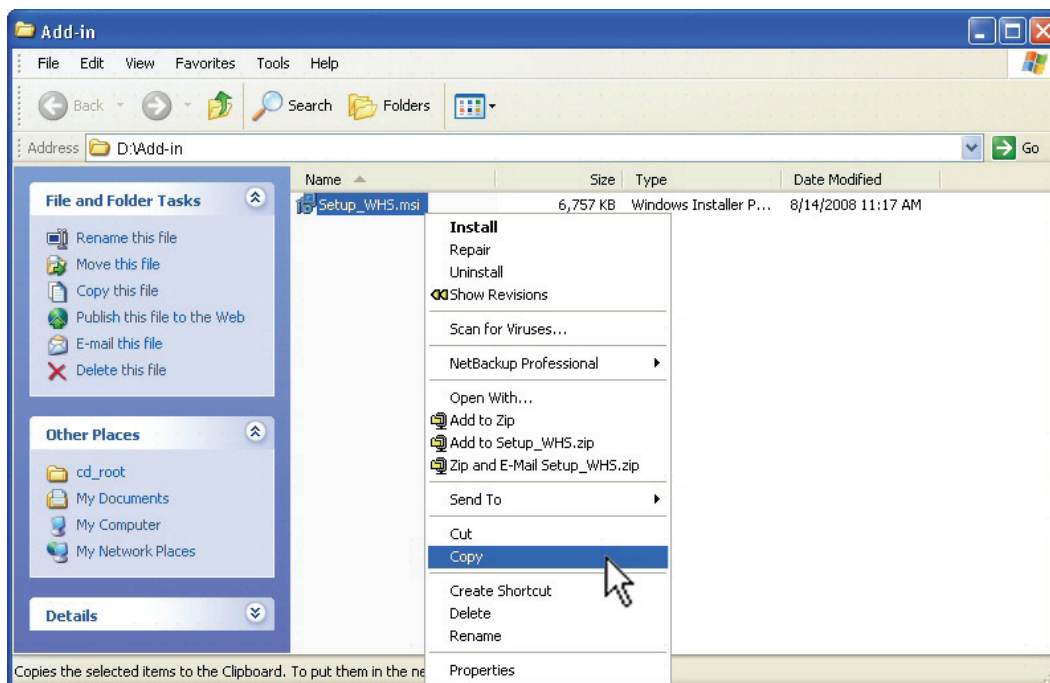 Add-in
File Edit View Favorites Tools Help
Back Search Folders
Address D:\Add-in Go
File and Folder Tasks
Rename this file
Move this file
Copy this file
Publish this file to the Web
E-mail this file
Delete this file
Other Places
cd_root
My Documents
My Computer
My Network Places
Details
Name Size Type Date Modified
Setup_WHS.msi 6,757 KB Windows Installer P... 8/14/2008 11:17 AM
Install
Repair
Uninstall
Show Revisions
Scan for Viruses...
NetBackup Professional
Open With...
Add to Zip
Add to Setup_WHS.zip
Zip and E-Mail Setup_WHS.zip
Send To
Cut
Copy
Create Shortcut
Delete
Rename
Properties
Copies the selected items to the Clipboard. To put them in the ne